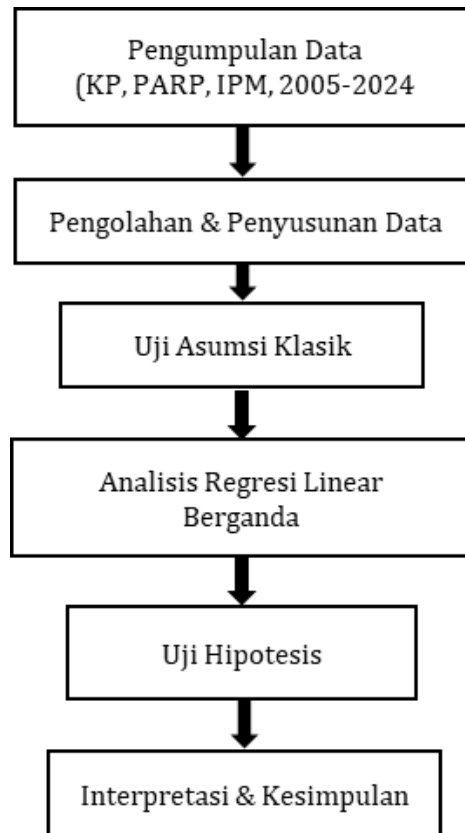 Pengumpulan Data
(KP, PARP, IPM, 2005-2024
Pengolahan & Penyusunan Data
Uji Asumsi Klasik
Analisis Regresi Linear
Berganda
Uji Hipotesis
Interpretasi & Kesimpulan